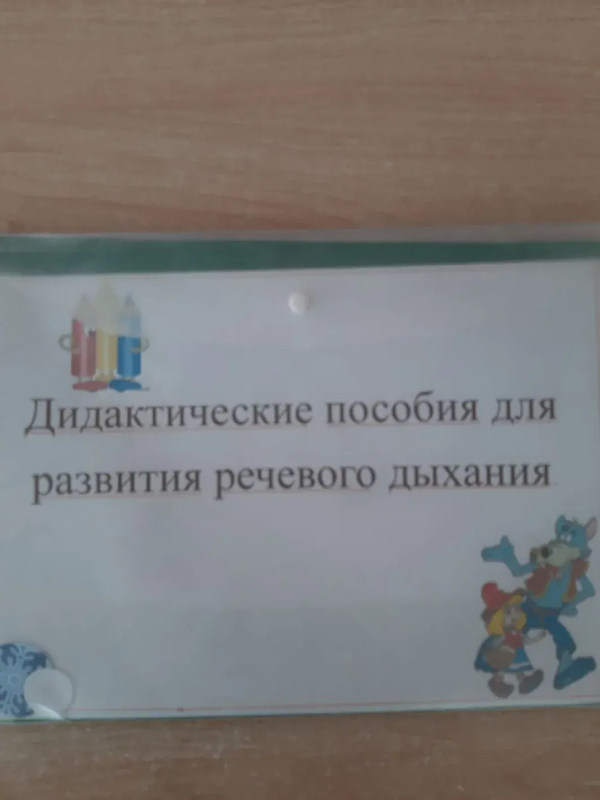 Дидактические пособия для
развития речевого дыхания